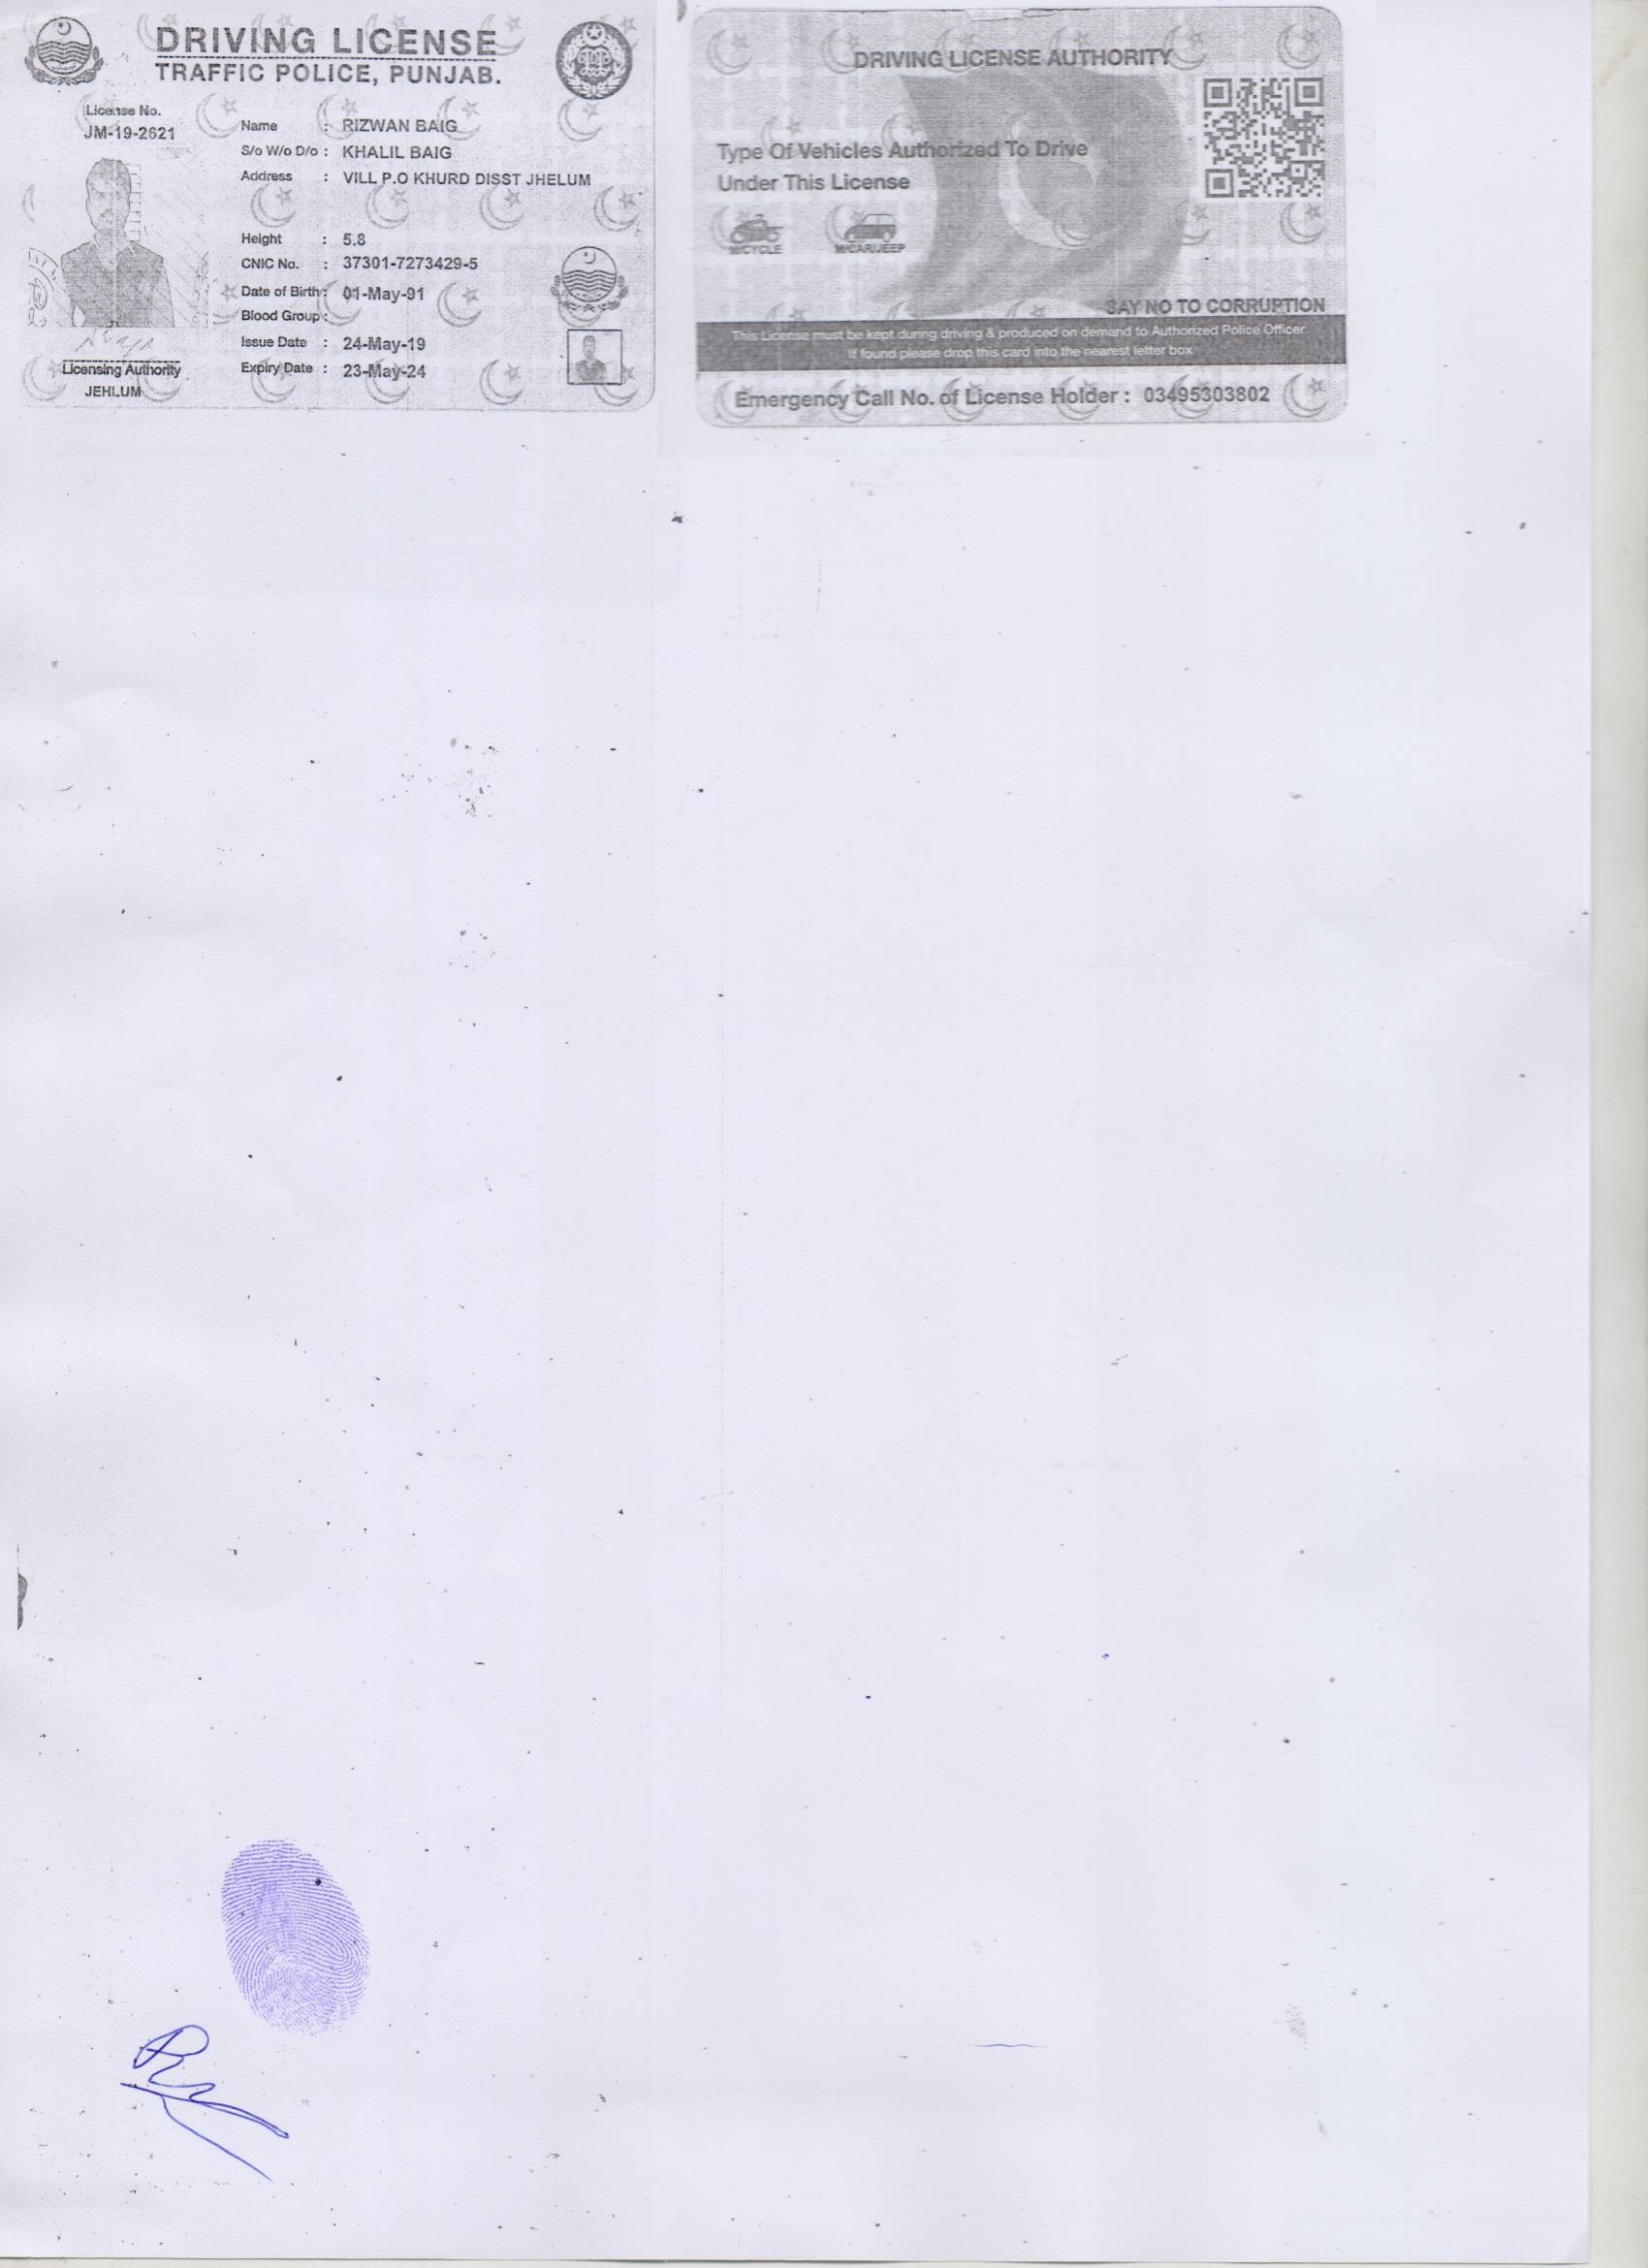 DRIVING LICENSE
TRAFFIC POLICE, PUNJAB.
License No.
JM-19-2621
Name : RIZWAN BAIG
S/o W/o D/o : KHALIL BAIG
Address : VILL P.O KHURD DISST JHELUM
Height : 5.8
CNIC No. : 37301-7273429-5
Date of Birth : 01-May-91
Blood Group :
Issue Date : 24-May-19
Expiry Date : 23-May-24
Licensing Authority
JEHLUM
DRIVING LICENSE AUTHORITY
Type Of Vehicles Authorized To Drive
Under This License
M/CYCLE M/CAR/JEEP
SAY NO TO CORRUPTION
This License must be kept during driving & produced on demand to Authorized Police Officer
If found please drop this card into the nearest letter box
Emergency Call No. of License Holder : 03495303802